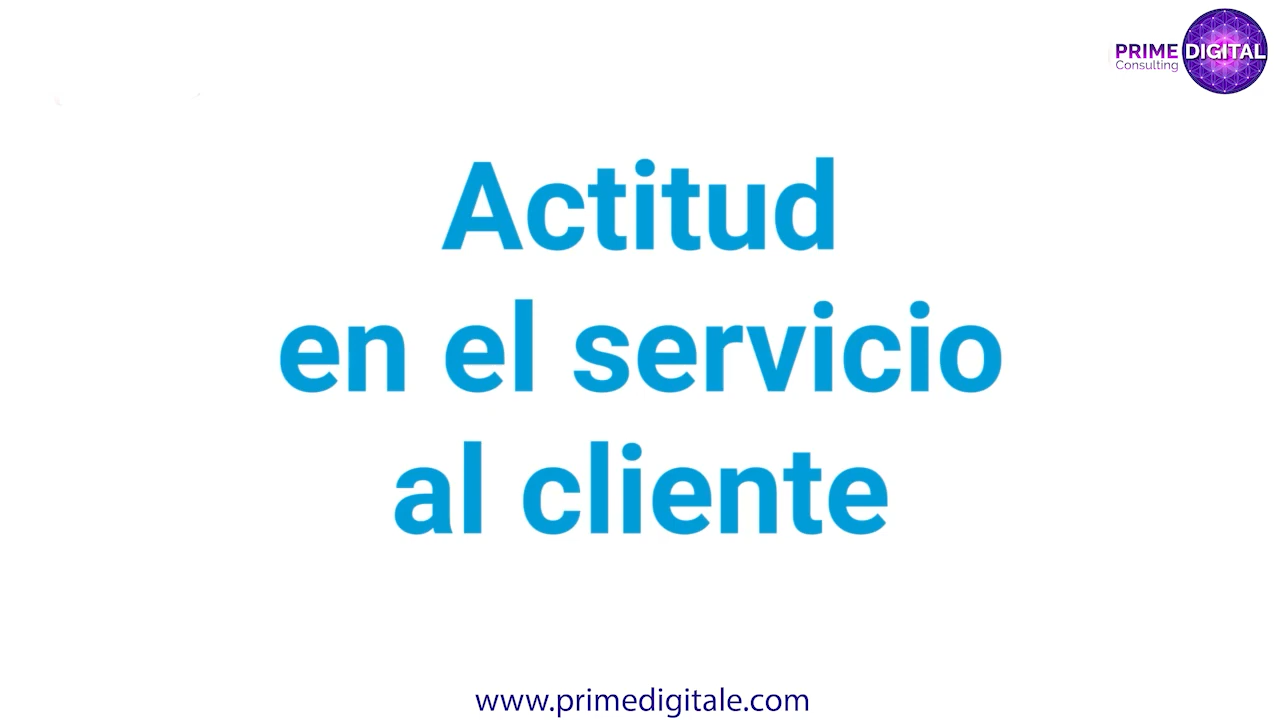 PRIME DIGITAL
Consulting
Actitud
en el servicio
al cliente
www.primedigitale.com